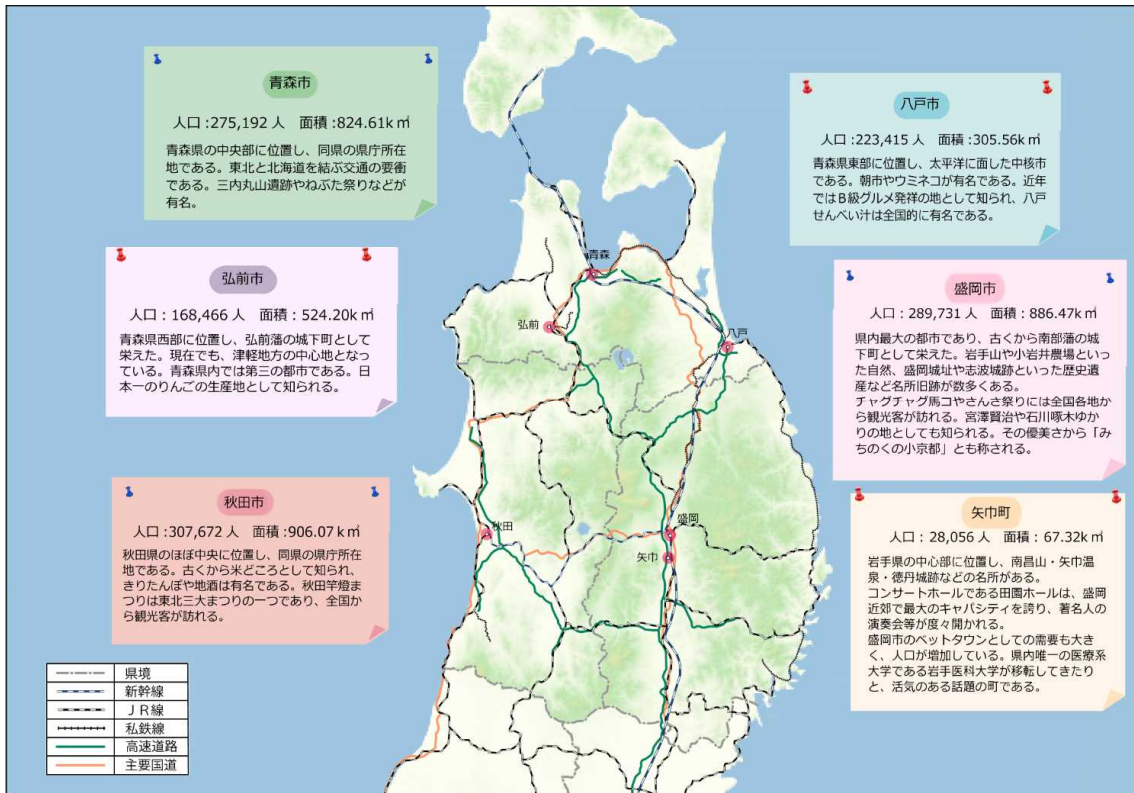 青森市
人口:275,192 人　面積:824.61k㎡
青森県の中央部に位置し、同県の県庁所在
地である。東北と北海道を結ぶ交通の要衝
である。三内丸山遺跡やねぶた祭りなどが
有名。
八戸市
人口:223,415 人　面積:305.56k㎡
青森県東部に位置し、太平洋に面した中核市
である。朝市やウミネコが有名である。近年
ではB級グルメ発祥の地として知られ、八戸
せんべい汁は全国的に有名である。
弘前市
人口：168,466 人　面積：524.20k㎡
青森県西部に位置し、弘前藩の城下町として
栄えた。現在でも、津軽地方の中心地となっ
ている。青森県内では第三の都市である。日
本一のりんごの生産地として知られる。
盛岡市
人口：289,731 人　面積：886.47k㎡
県内最大の都市であり、古くから南部藩の城
下町として栄えた。岩手山や小岩井農場といっ
た自然、盛岡城址や志波城跡といった歴史遺
産など名所旧跡が数多くある。
チャグチャグ馬コやさんさ祭りには全国各地か
ら観光客が訪れる。宮澤賢治や石川啄木ゆか
りの地としても知られる。その優美さから「み
ちのくの小京都」とも称される。
秋田市
人口：307,672 人　面積:906.07k㎡
秋田県のほぼ中央に位置し、同県の県庁所在
地である。古くから米どころとして知られ、
きりたんぽや地酒は有名である。秋田竿燈ま
つりは東北三大まつりの一つであり、全国か
ら観光客が訪れる。
矢巾町
人口：28,056 人　面積：67.32k㎡
岩手県の中心部に位置し、南昌山・矢巾温
泉・徳丹城跡などの名所がある。
コンサートホールである田園ホールは、盛岡
近郊で最大のキャパシティを誇り、著名人の
演奏会等が度々開かれる。
盛岡市のベットタウンとしての需要も大き
く、人口が増加している。県内唯一の医療系
大学である岩手医科大学が移転してきたり
と、活気のある話題の町である。
青森
弘前
八戸
秋田
盛岡
矢巾
県境
新幹線
ＪＲ線
私鉄線
高速道路
主要国道